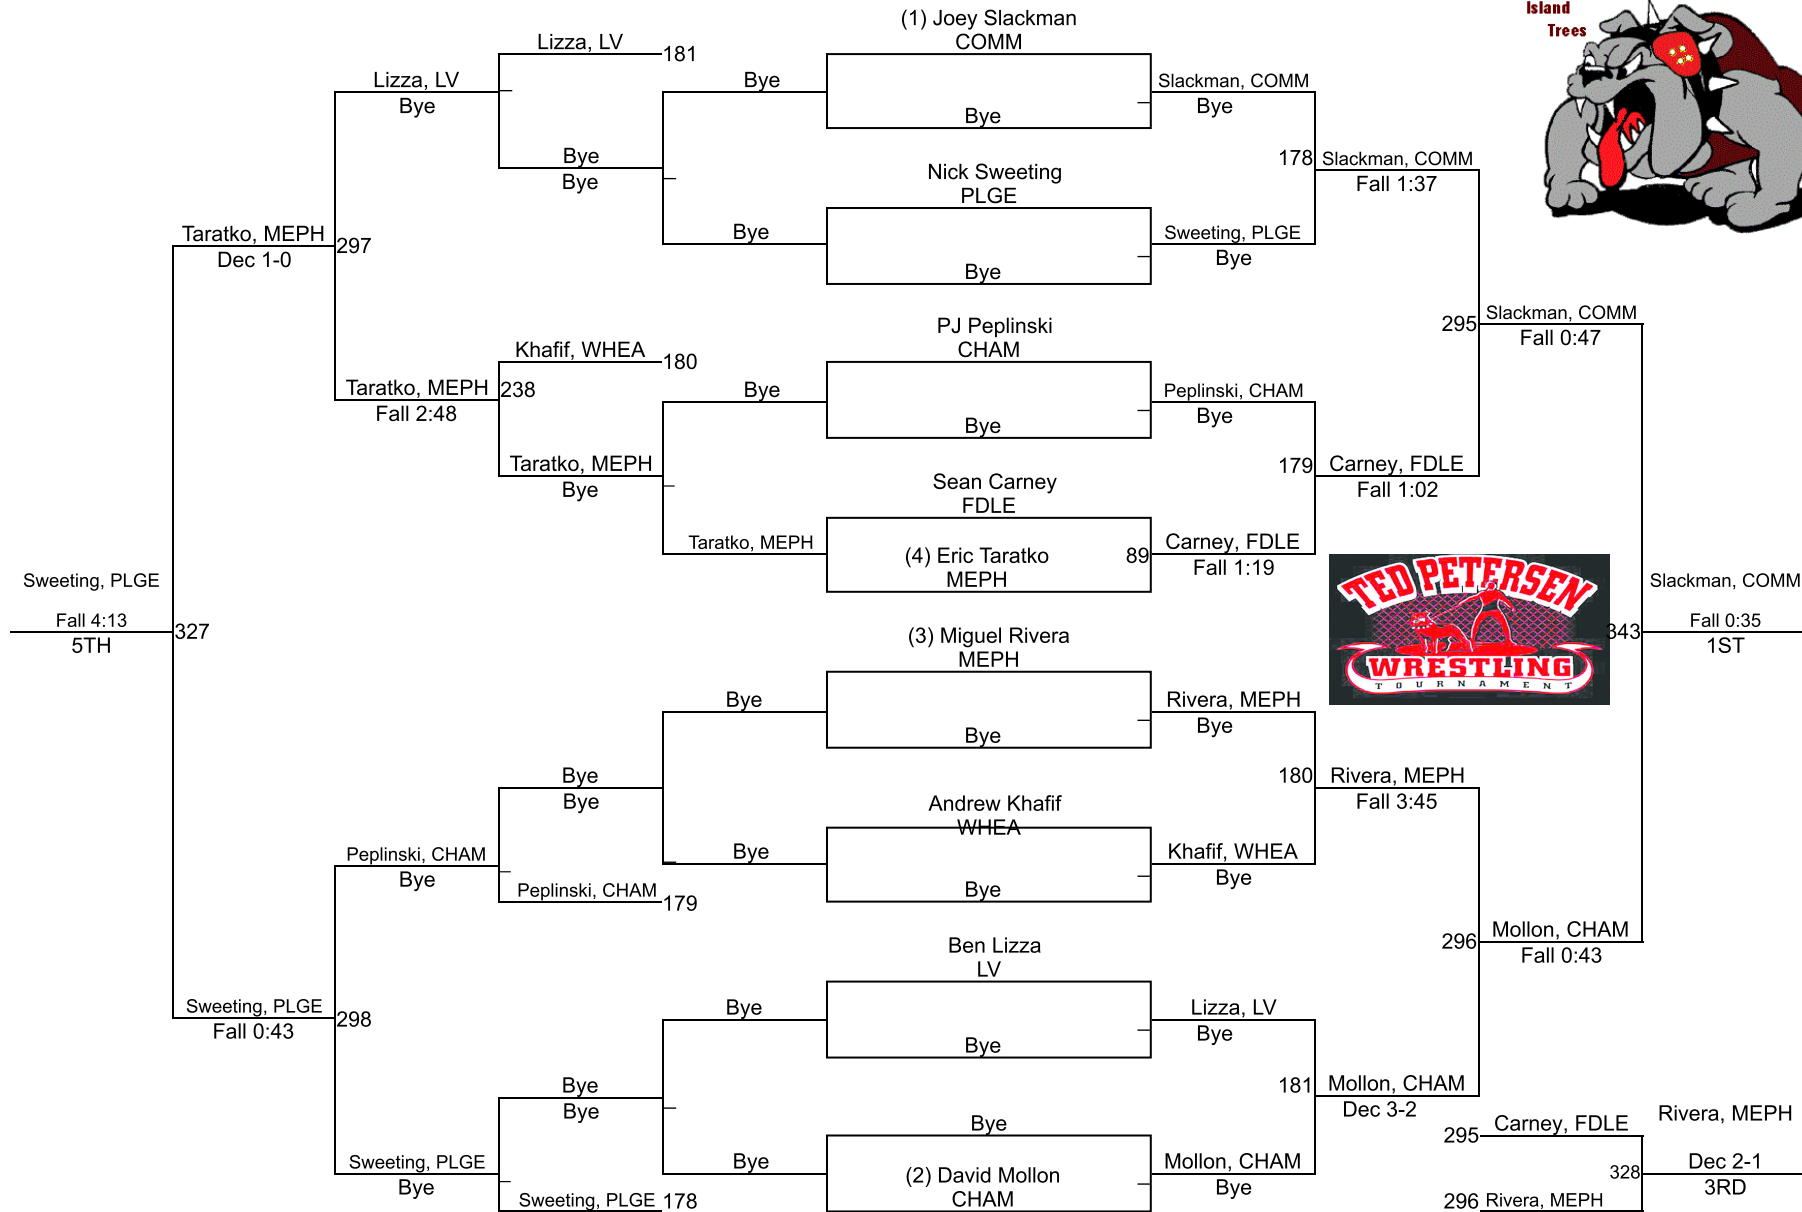 Island
Trees
(1) Joey Slackman
COMM
Lizza, LV
181
Lizza, LV
Bye
Bye
Slackman, COMM
Bye
Bye
Bye
Bye
178
Slackman, COMM
Fall 1:37
Nick Sweeting
PLGE
Taratko, MEPH
Dec 1-0
297
Bye
Sweeting, PLGE
Bye
Bye
PJ Peplinski
CHAM
295
Slackman, COMM
Fall 0:47
Khafif, WHEA
180
Taratko, MEPH
Fall 2:48
238
Bye
Peplinski, CHAM
Bye
Bye
Taratko, MEPH
Bye
179
Carney, FDLE
Fall 1:02
Sean Carney
FDLE
Taratko, MEPH
(4) Eric Taratko
MEPH
89
Carney, FDLE
Fall 1:19
TED PETERSEN
WRESTLING
TOURNAMENT
Sweeting, PLGE
Fall 4:13
5TH
327
343
Slackman, COMM
Fall 0:35
1ST
(3) Miguel Rivera
MEPH
Bye
Rivera, MEPH
Bye
Bye
Bye
Bye
180
Rivera, MEPH
Fall 3:45
Andrew Khafif
WHEA
Peplinski, CHAM
Bye
Bye
Khafif, WHEA
Bye
Bye
Peplinski, CHAM
179
Ben Lizza
LV
296
Mollon, CHAM
Fall 0:43
Sweeting, PLGE
Fall 0:43
298
Bye
Lizza, LV
Bye
Bye
Bye
Bye
181
Mollon, CHAM
Dec 3-2
Bye
295
Carney, FDLE
Rivera, MEPH
Sweeting, PLGE
Bye
Bye
(2) David Mollon
CHAM
Mollon, CHAM
Bye
328
Dec 2-1
3RD
Sweeting, PLGE
178
296
Rivera, MEPH